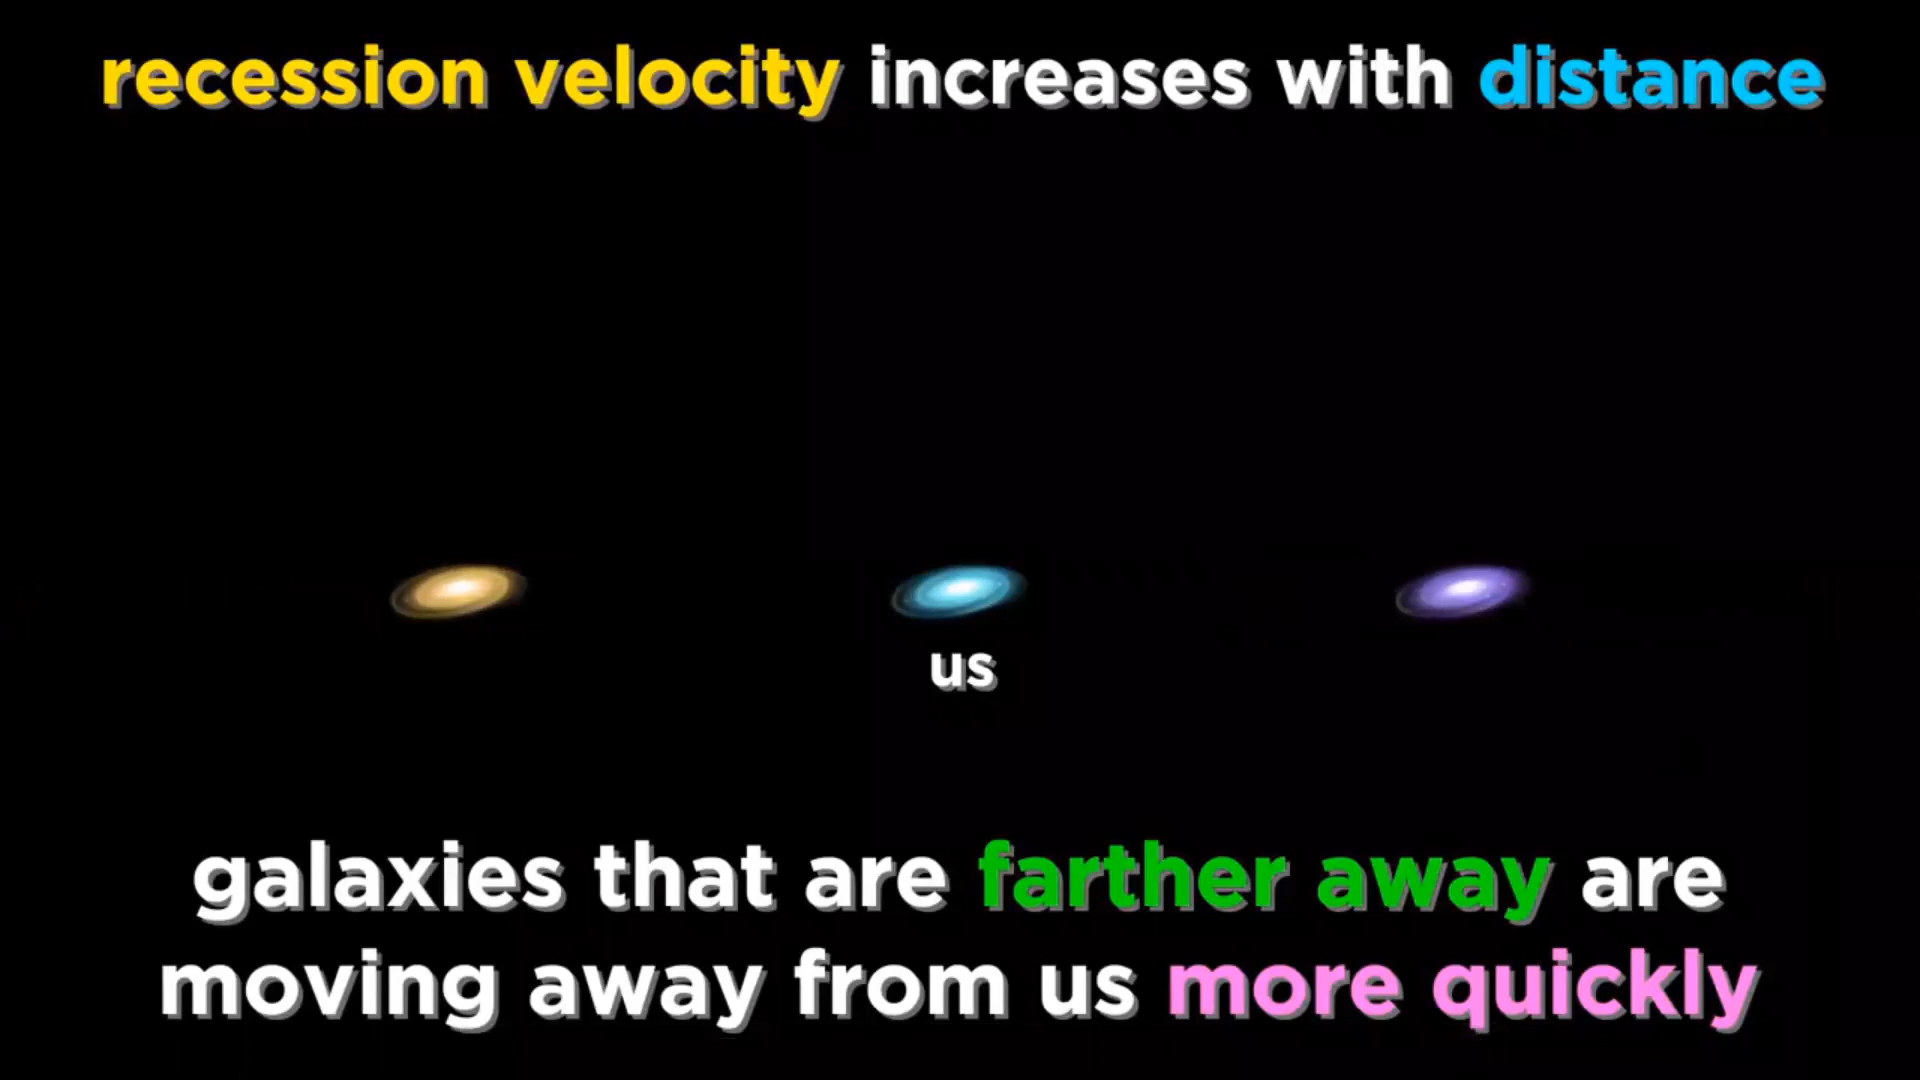 recession velocity increases with distance
us
galaxies that are farther away are
moving away from us more quickly